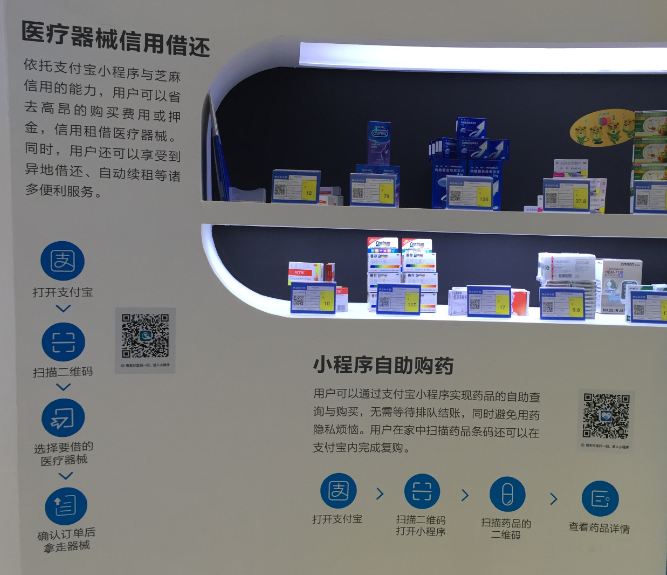 医疗器械信用借还
依托支付宝小程序与芝麻
信用的能力，用户可以省
去高昂的购买费用或押
金，信用租借医疗器械。
同时，用户还可以享受到
异地借还、自动续租等诸
多便利服务。
打开支付宝
扫描二维码
选择要借的
医疗器械
确认订单后
拿走器械
小程序自助购药
用户可以通过支付宝小程序实现药品的自助查
询与购买，无需等待排队结账，同时避免用药
隐私烦恼。用户在家中扫描药品条码还可以在
支付宝内完成复购。
打开支付宝
扫描二维码
打开小程序
扫描药品的
二维码
查看药品详情